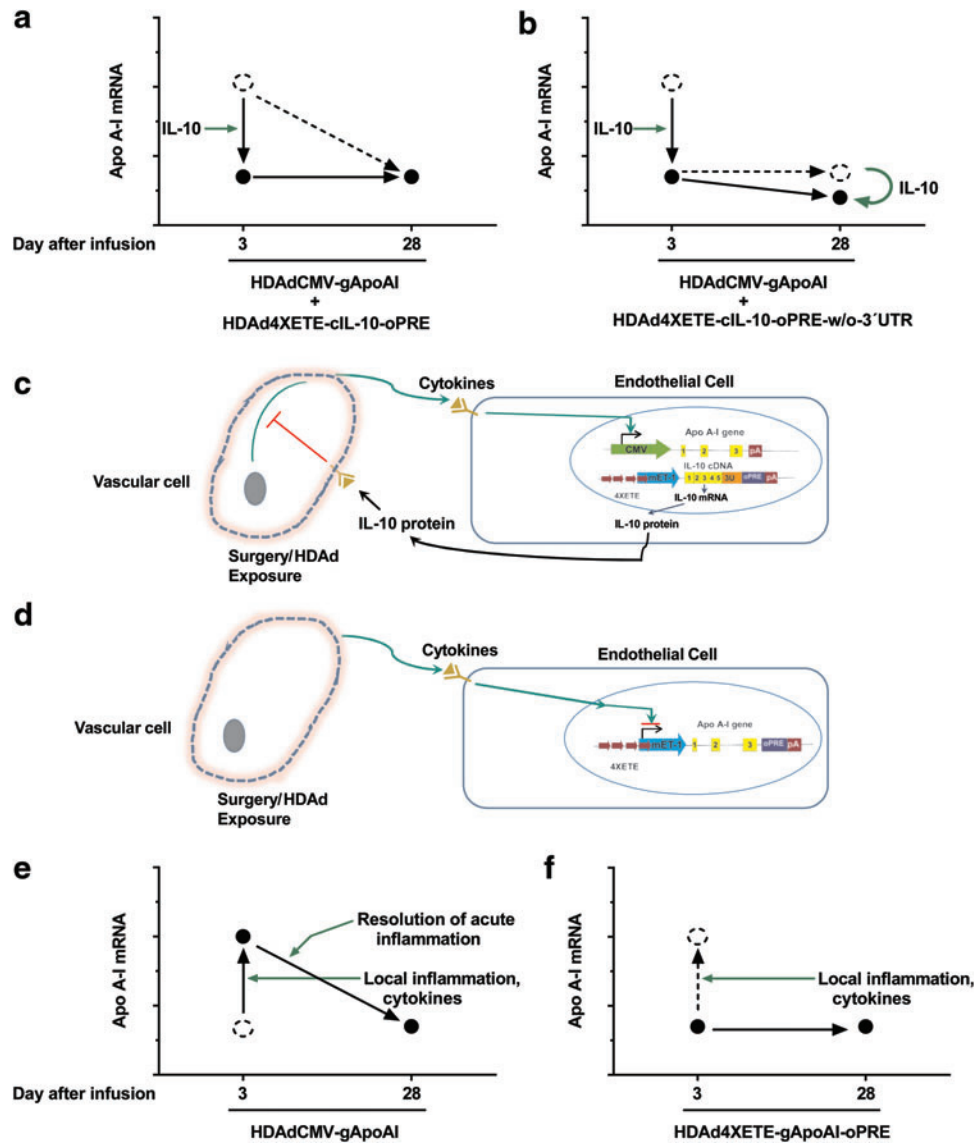 a
Apo A-I mRNA
IL-10
Day after infusion
3
28
HDAdCMV-gApoAI
+
HDAd4XETE-cIL-10-oPRE
b
Apo A-I mRNA
IL-10
IL-10
3
28
HDAdCMV-gApoAI
+
HDAd4XETE-cIL-10-oPRE-w/o-3´UTR
c
Cytokines
Endothelial Cell
Vascular cell
IL-10 protein
Surgery/HDAd
Exposure
Apo A-I gene
CMV
1 2 3 pA
IL-10 cDNA
mET-1 1 2 3 4 5 3U oPRE pA
4XETE
IL-10 mRNA
IL-10 protein
d
Cytokines
Endothelial Cell
Vascular cell
Surgery/HDAd
Exposure
Apo A-I gene
mET-1 1 2 3 oPRE pA
4XETE
e
Apo A-I mRNA
Resolution of acute
inflammation
Local inflammation,
cytokines
Day after infusion
3
28
HDAdCMV-gApoAI
f
Apo A-I mRNA
Local inflammation,
cytokines
3
28
HDAd4XETE-gApoAI-oPRE